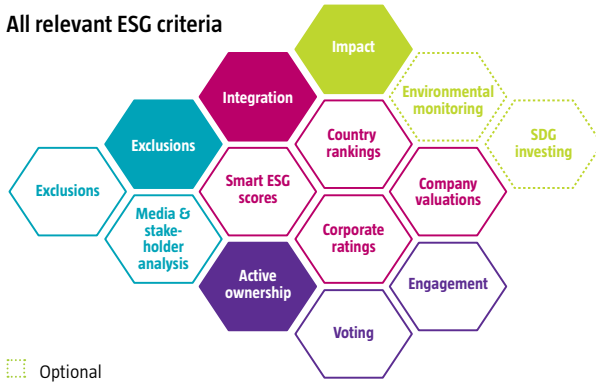 All relevant ESG criteria
Impact
Integration
Environmental
monitoring
Exclusions
Country
rankings
SDG
investing
Exclusions
Smart ESG
scores
Company
valuations
Media &
stake-
holder
analysis
Corporate
ratings
Active
ownership
Engagement
Voting
Optional